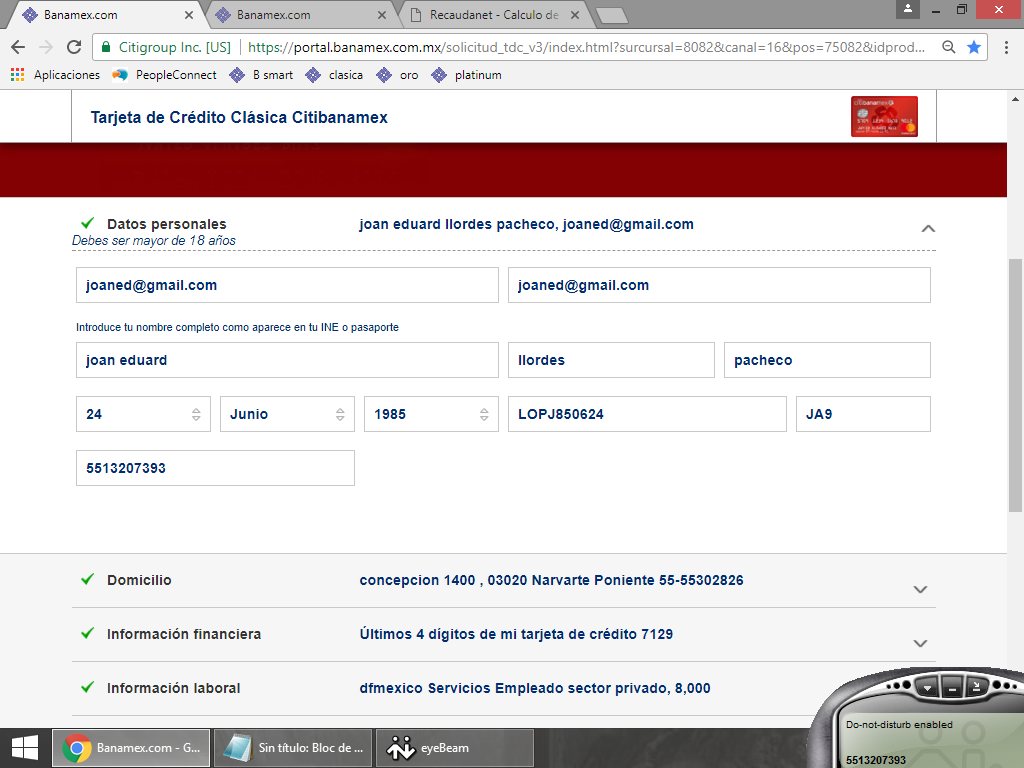 Banamex.com
Banamex.com
Recaudanet - Calculo de
Citigroup Inc. [US]
https://portal.banamex.com.mx/solicitud_tdc_v3/index.html?surcursal=8082&canal=16&pos=75082&idprod...
Aplicaciones
PeopleConnect
B smart
clasica
oro
platinum
Tarjeta de Crédito Clásica Citibanamex
citibanamex
Datos personales
joan eduard llordes pacheco, joaned@gmail.com
Debes ser mayor de 18 años
joaned@gmail.com
joaned@gmail.com
Introduce tu nombre completo como aparece en tu INE o pasaporte
joan eduard
llordes
pacheco
24
Junio
1985
LOPJ850624
JA9
5513207393
Domicilio
concepcion 1400 , 03020 Narvarte Poniente 55-55302826
Información financiera
Últimos 4 dígitos de mi tarjeta de crédito 7129
Información laboral
dfmexico Servicios Empleado sector privado, 8,000
Do-not-disturb enabled
5513207393
Banamex.com - G...
Sin título: Bloc de ...
eyeBeam